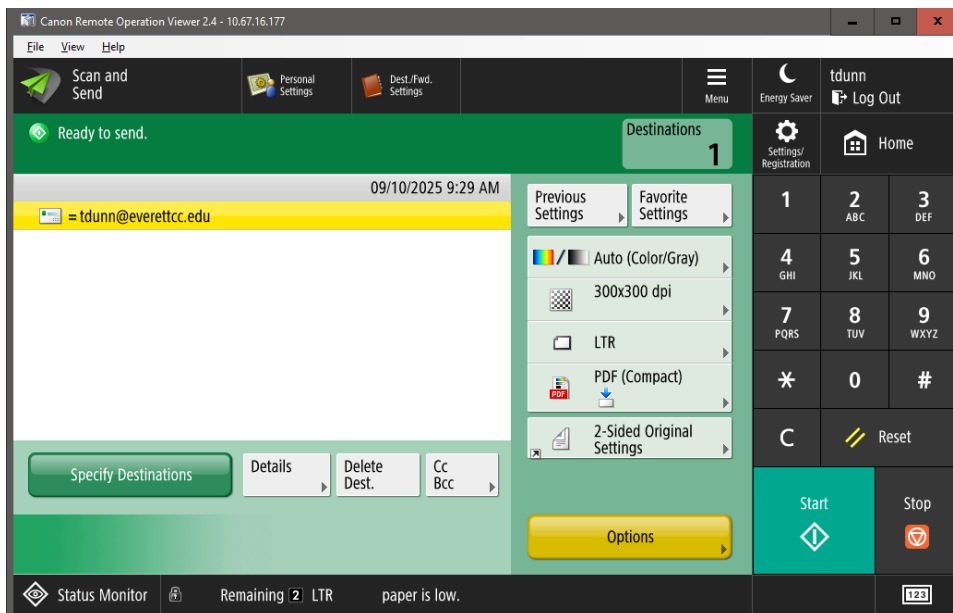 Canon Remote Operation Viewer 2.4 - 10.67.16.177
File View Help
Scan and
Send
Personal
Settings
Dest./Fwd.
Settings
Menu
Energy Saver
tdunn
Log Out
Ready to send.
Destinations
1
Settings/
Registration
Home
09/10/2025 9:29 AM
= tdunn@everettcc.edu
Previous
Settings
Favorite
Settings
Auto (Color/Gray)
300x300 dpi
LTR
PDF
PDF (Compact)
2-Sided Original
Settings
Specify Destinations
Details
Delete
Dest.
Cc
Bcc
Options
1
2
ABC
3
DEF
4
GHI
5
JKL
6
MNO
7
PQRS
8
TUV
9
WXYZ
*
0
#
C
Reset
Start
Stop
Status Monitor
Remaining 2 LTR paper is low.
123